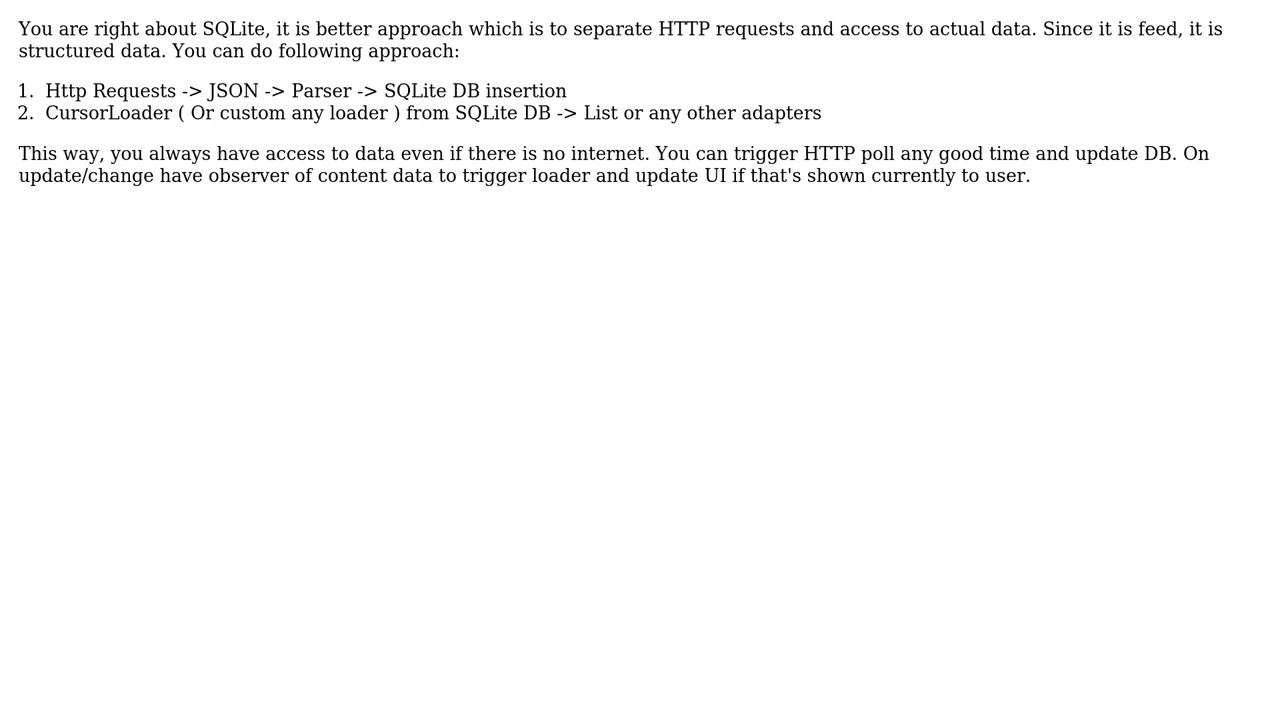 You are right about SQLite, it is better approach which is to separate HTTP requests and access to actual data. Since it is feed, it is
structured data. You can do following approach:
1. Http Requests -> JSON -> Parser -> SQLite DB insertion
2. CursorLoader ( Or custom any loader ) from SQLite DB -> List or any other adapters
This way, you always have access to data even if there is no internet. You can trigger HTTP poll any good time and update DB. On
update/change have observer of content data to trigger loader and update UI if that's shown currently to user.